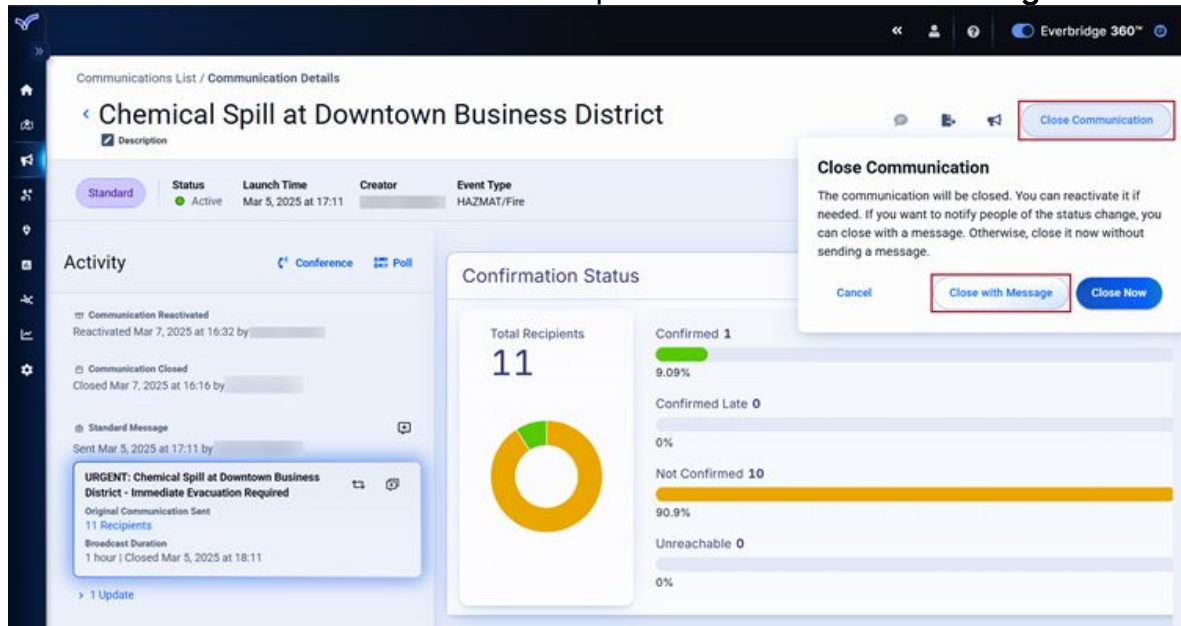 Everbridge 360™
Communications List / Communication Details
Chemical Spill at Downtown Business District
Description
Close Communication
Standard
Status
Active
Launch Time
Mar 5, 2025 at 17:11
Creator
Event Type
HAZMAT/Fire
Close Communication
The communication will be closed. You can reactivate it if
needed. If you want to notify people of the status change, you
can close with a message. Otherwise, close it now without
sending a message.
Cancel
Close with Message
Close Now
Activity
Conference
Poll
Communication Reactivated
Reactivated Mar 7, 2025 at 16:32 by
Communication Closed
Closed Mar 7, 2025 at 16:16 by
Standard Message
Sent Mar 5, 2025 at 17:11 by
URGENT: Chemical Spill at Downtown Business
District - Immediate Evacuation Required
Original Communication Sent
11 Recipients
Broadcast Duration
1 hour | Closed Mar 5, 2025 at 18:11
1 Update
Confirmation Status
Total Recipients
11
Confirmed 1
9.09%
Confirmed Late 0
0%
Not Confirmed 10
90.9%
Unreachable 0
0%